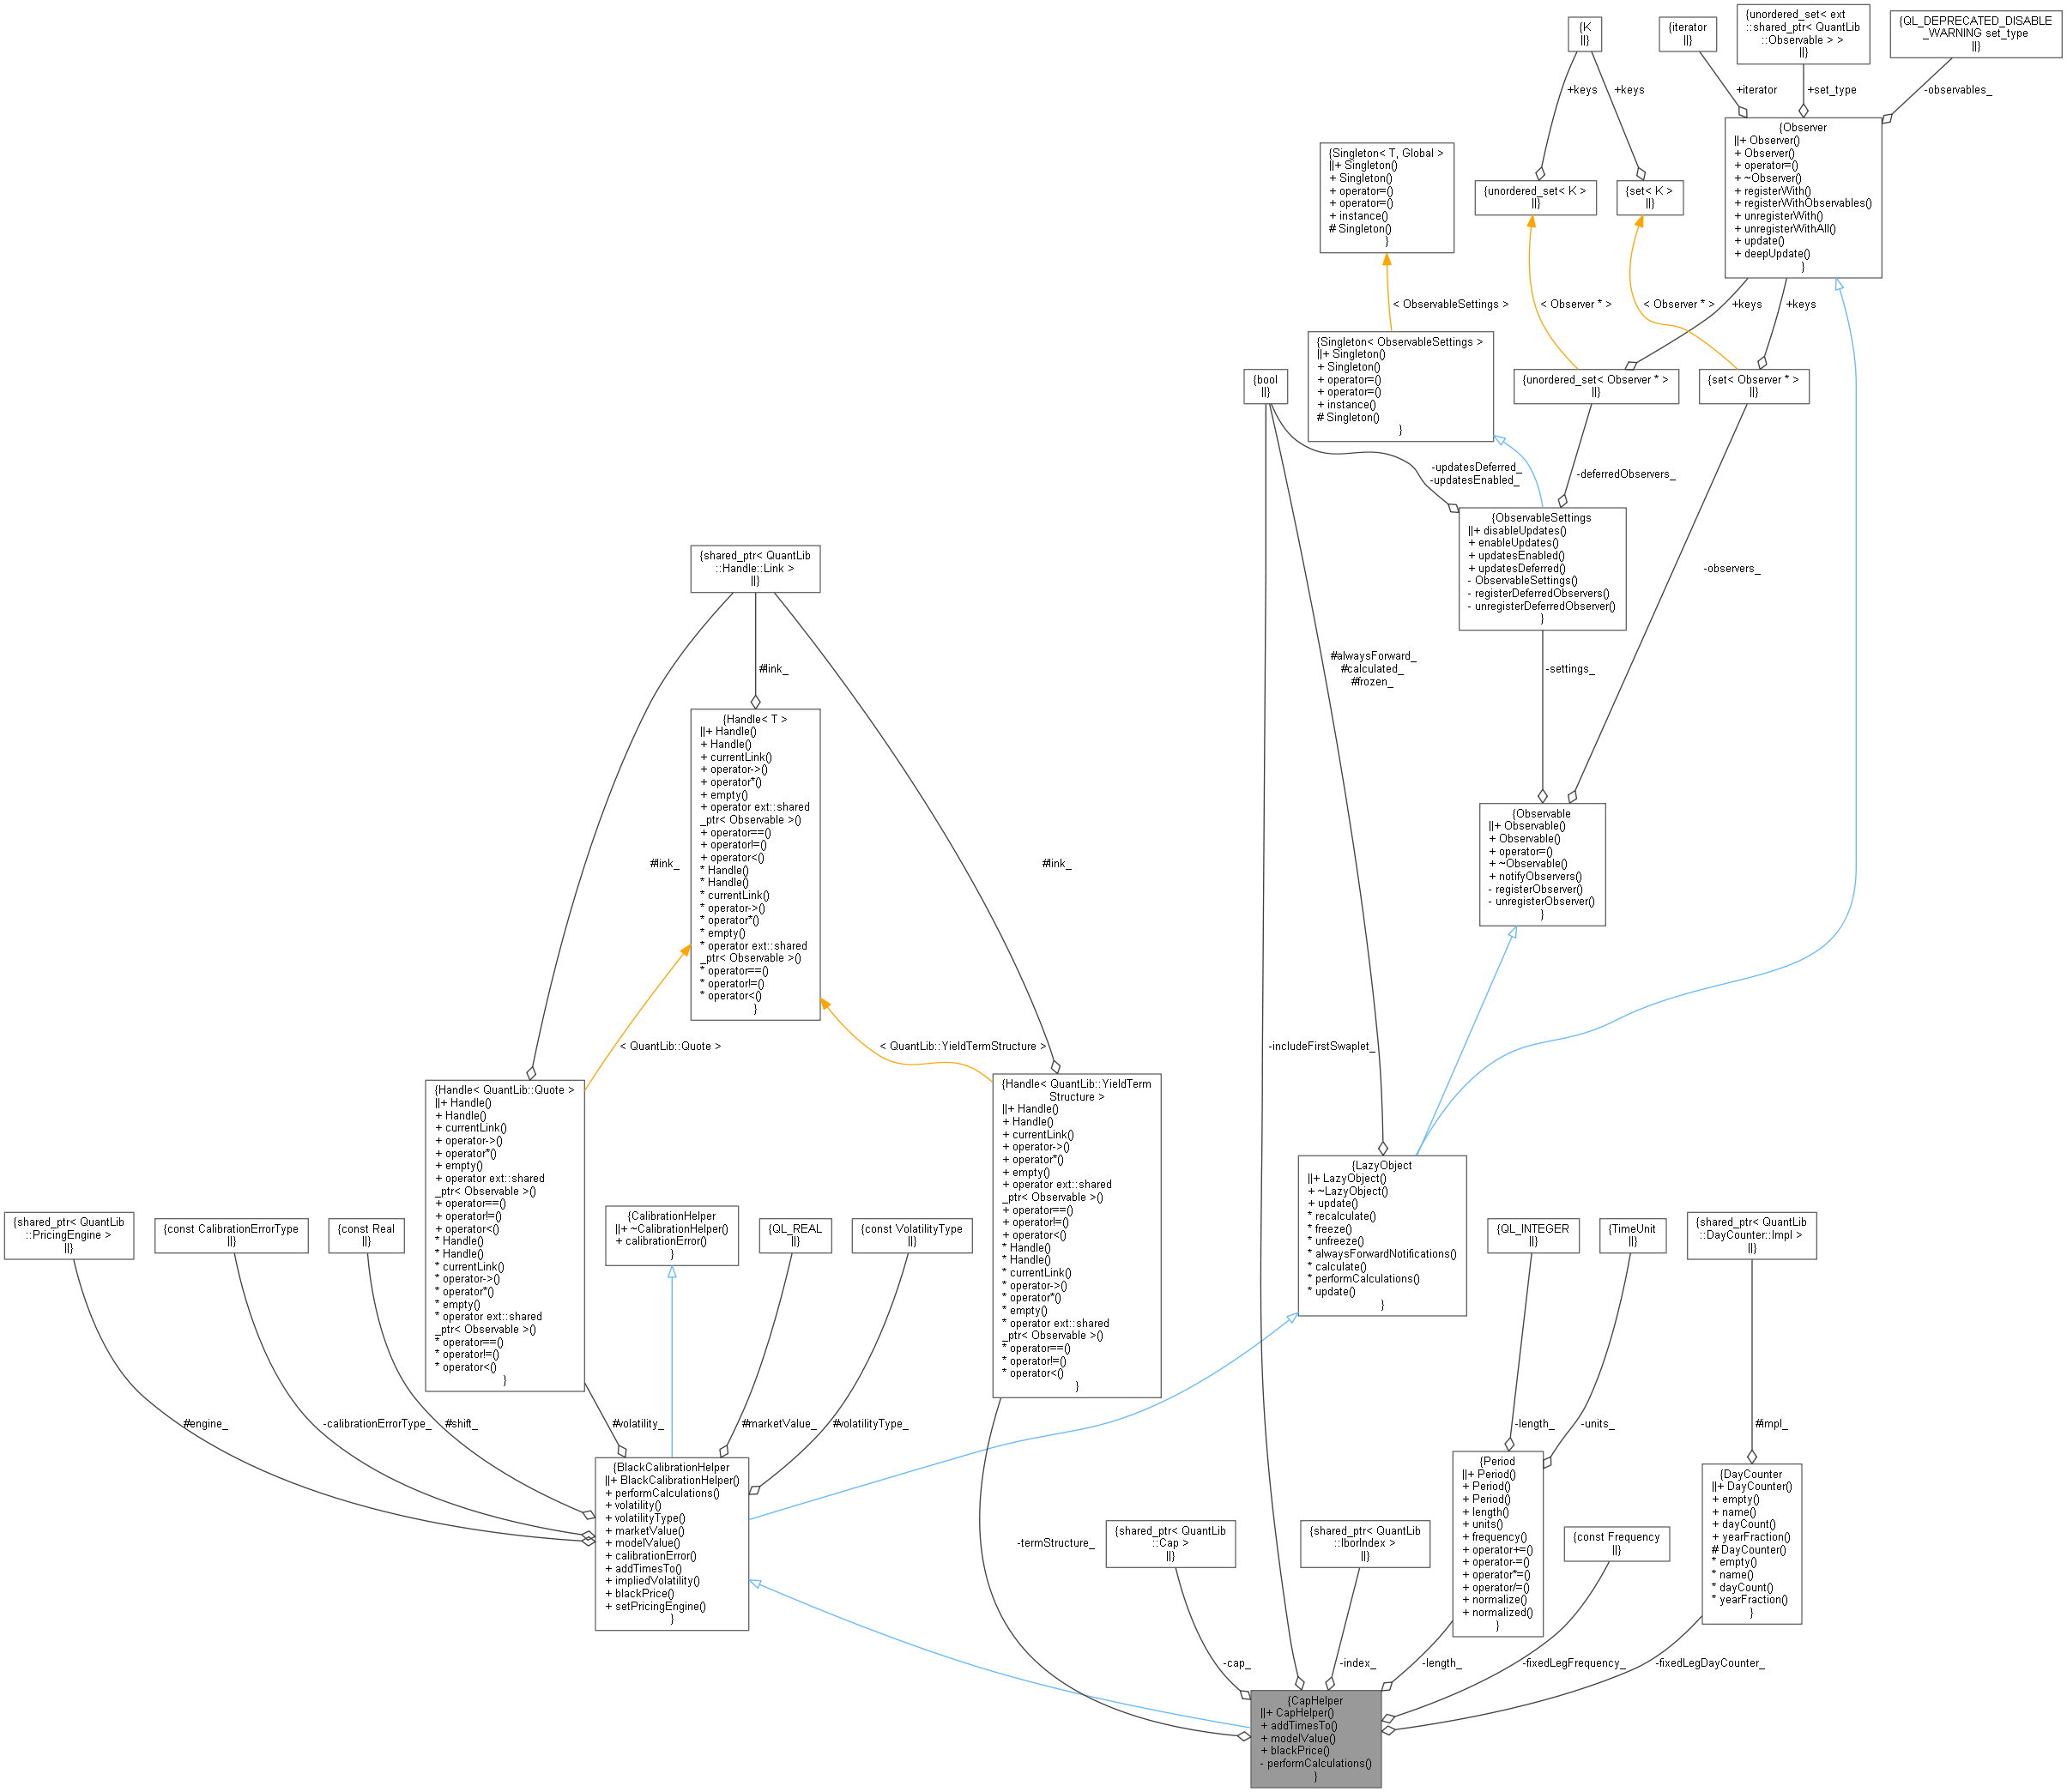 {K
||}
{iterator
||}
{unordered_set< ext
::shared_ptr< QuantLib
::Observable > >
||}
{QL_DEPRECATED_DISABLE
_WARNING set_type
||}
+keys
+keys
+iterator
+set_type
-observables_
{Singleton< T, Global >
||+ Singleton()
+ Singleton()
+ operator=()
+ operator=()
+ instance()
# Singleton()
}
{unordered_set< K >
||}
{set< K >
||}
{Observer
||+ Observer()
+ Observer()
+ operator=()
+ ~Observer()
+ registerWith()
+ registerWithObservables()
+ unregisterWith()
+ unregisterWithAll()
+ update()
+ deepUpdate()
}
< ObservableSettings >
< Observer * >
< Observer * >
+keys
+keys
{bool
||}
{Singleton< ObservableSettings >
||+ Singleton()
+ Singleton()
+ operator=()
+ operator=()
+ instance()
# Singleton()
}
{unordered_set< Observer * >
||}
{set< Observer * >
||}
-updatesDeferred_
-updatesEnabled_
-deferredObservers_
{ObservableSettings
||+ disableUpdates()
+ enableUpdates()
+ updatesEnabled()
+ updatesDeferred()
- ObservableSettings()
- registerDeferredObservers()
- unregisterDeferredObserver()
}
-observers_
{shared_ptr< QuantLib
::Handle::Link >
||}
#link_
#alwaysForward_
#calculated_
#frozen_
-settings_
{Handle< T >
||+ Handle()
+ Handle()
+ currentLink()
+ operator->()
+ operator*()
+ empty()
+ operator ext::shared
_ptr< Observable >()
+ operator==()
+ operator!=()
+ operator<()
* Handle()
* Handle()
* currentLink()
* operator->()
* operator*()
* empty()
* operator ext::shared
_ptr< Observable >()
* operator==()
* operator!=()
* operator<()
}
#link_
#link_
{Observable
||+ Observable()
+ Observable()
+ operator=()
+ ~Observable()
+ notifyObservers()
- registerObserver()
- unregisterObserver()
}
< QuantLib::Quote >
< QuantLib::YieldTermStructure >
-includeFirstSwaplet_
{Handle< QuantLib::Quote >
||+ Handle()
+ Handle()
+ currentLink()
+ operator->()
+ operator*()
+ empty()
+ operator ext::shared
_ptr< Observable >()
+ operator==()
+ operator!=()
+ operator<()
* Handle()
* Handle()
* currentLink()
* operator->()
* operator*()
* empty()
* operator ext::shared
_ptr< Observable >()
* operator==()
* operator!=()
* operator<()
}
{Handle< QuantLib::YieldTerm
Structure >
||+ Handle()
+ Handle()
+ currentLink()
+ operator->()
+ operator*()
+ empty()
+ operator ext::shared
_ptr< Observable >()
+ operator==()
+ operator!=()
+ operator<()
* Handle()
* Handle()
* currentLink()
* operator->()
* operator*()
* empty()
* operator ext::shared
_ptr< Observable >()
* operator==()
* operator!=()
* operator<()
}
{LazyObject
||+ LazyObject()
+ ~LazyObject()
+ update()
* recalculate()
* freeze()
* unfreeze()
* alwaysForwardNotifications()
* calculate()
* performCalculations()
* update()
}
{shared_ptr< QuantLib
::PricingEngine >
||}
{const CalibrationErrorType
||}
{const Real
||}
{CalibrationHelper
||+ ~CalibrationHelper()
+ calibrationError()
}
{QL_REAL
||}
{const VolatilityType
||}
{QL_INTEGER
||}
{TimeUnit
||}
{shared_ptr< QuantLib
::DayCounter::Impl >
||}
#engine_
-calibrationErrorType_
#shift_
#volatility_
#marketValue_
#volatilityType_
-length_
-units_
#impl_
{BlackCalibrationHelper
||+ BlackCalibrationHelper()
+ performCalculations()
+ volatility()
+ volatilityType()
+ marketValue()
+ modelValue()
+ calibrationError()
+ addTimesTo()
+ impliedVolatility()
+ blackPrice()
+ setPricingEngine()
}
-termStructure_
{shared_ptr< QuantLib
::Cap >
||}
{shared_ptr< QuantLib
::IborIndex >
||}
{Period
||+ Period()
+ Period()
+ Period()
+ length()
+ units()
+ frequency()
+ operator+=()
+ operator-=()
+ operator*=()
+ operator/=()
+ normalize()
+ normalized()
}
{const Frequency
||}
{DayCounter
||+ DayCounter()
+ empty()
+ name()
+ dayCount()
+ yearFraction()
# DayCounter()
* empty()
* name()
* dayCount()
* yearFraction()
}
-cap_
-index_
-length_
-fixedLegFrequency_
-fixedLegDayCounter_
{CapHelper
||+ CapHelper()
+ addTimesTo()
+ modelValue()
+ blackPrice()
- performCalculations()
}